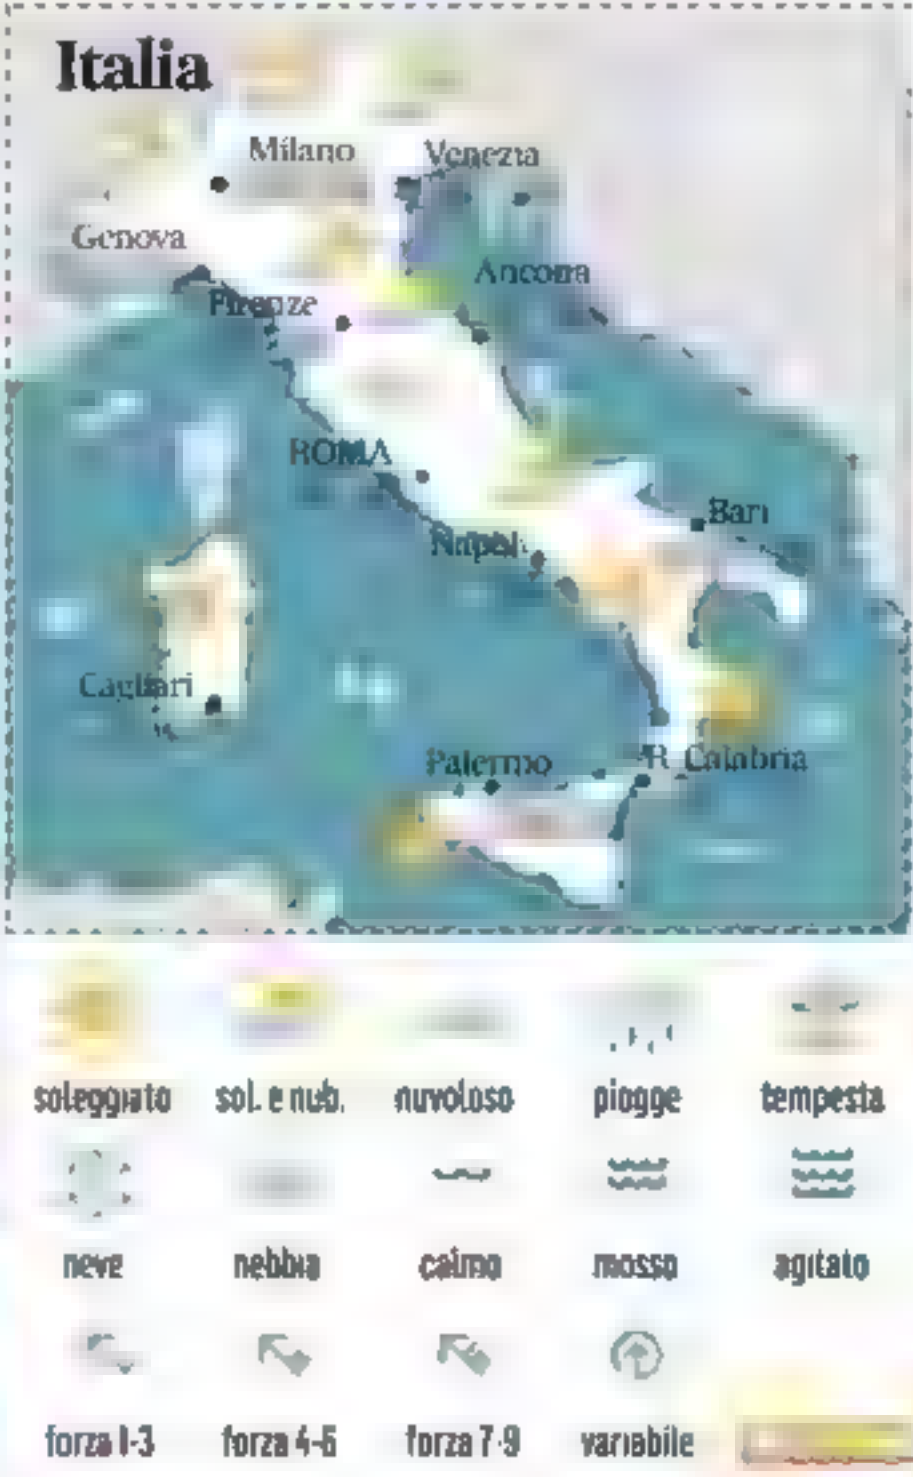 Italia
Milano
Venezia
Genova
Ancona
Firenze
ROMA
Bari
Napoli
Cagliari
Palermo
R. Calabria
soleggiato sol. e nub. nuvoloso piogge tempesta
neve nebbia calmo mosso agitato
forza 1-3 forza 4-6 forza 7-9 variabile